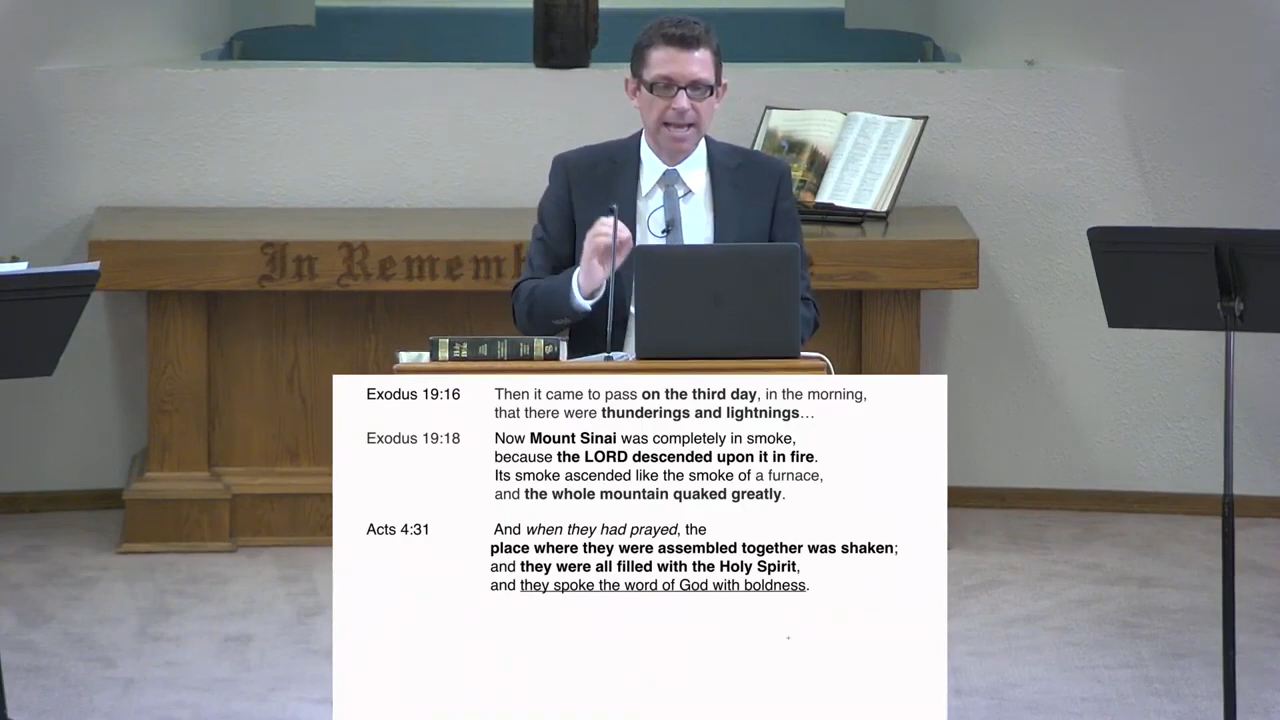 In Rememb
Holy Bible
Exodus 19:16 Then it came to pass on the third day, in the morning,
that there were thunderings and lightnings…
Exodus 19:18 Now Mount Sinai was completely in smoke,
because the LORD descended upon it in fire.
Its smoke ascended like the smoke of a furnace,
and the whole mountain quaked greatly.
Acts 4:31 And when they had prayed, the
place where they were assembled together was shaken;
and they were all filled with the Holy Spirit,
and they spoke the word of God with boldness.